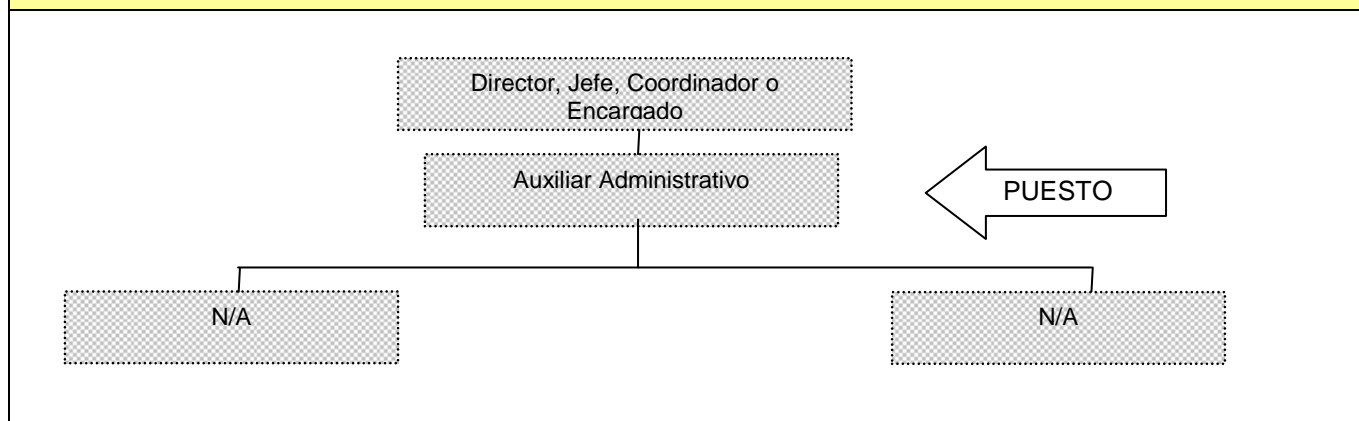 Director, Jefe, Coordinador o
Encargado
Auxiliar Administrativo
PUESTO
N/A
N/A